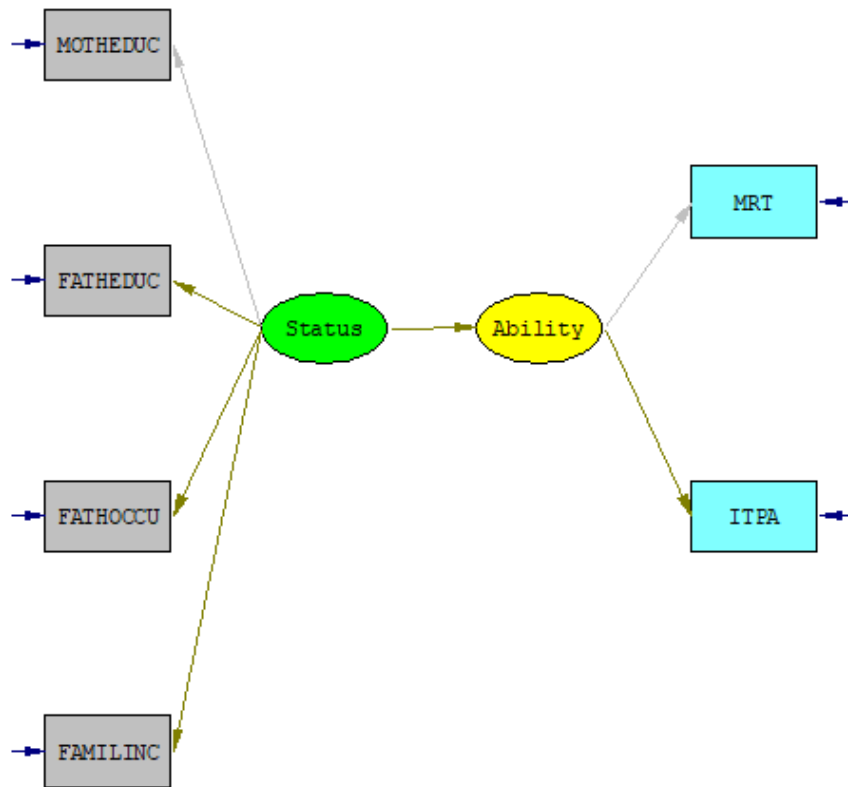 MOTHEDUC
MRT
FATHEDUC
Status
Ability
FATHOCCU
ITPA
FAMILINC